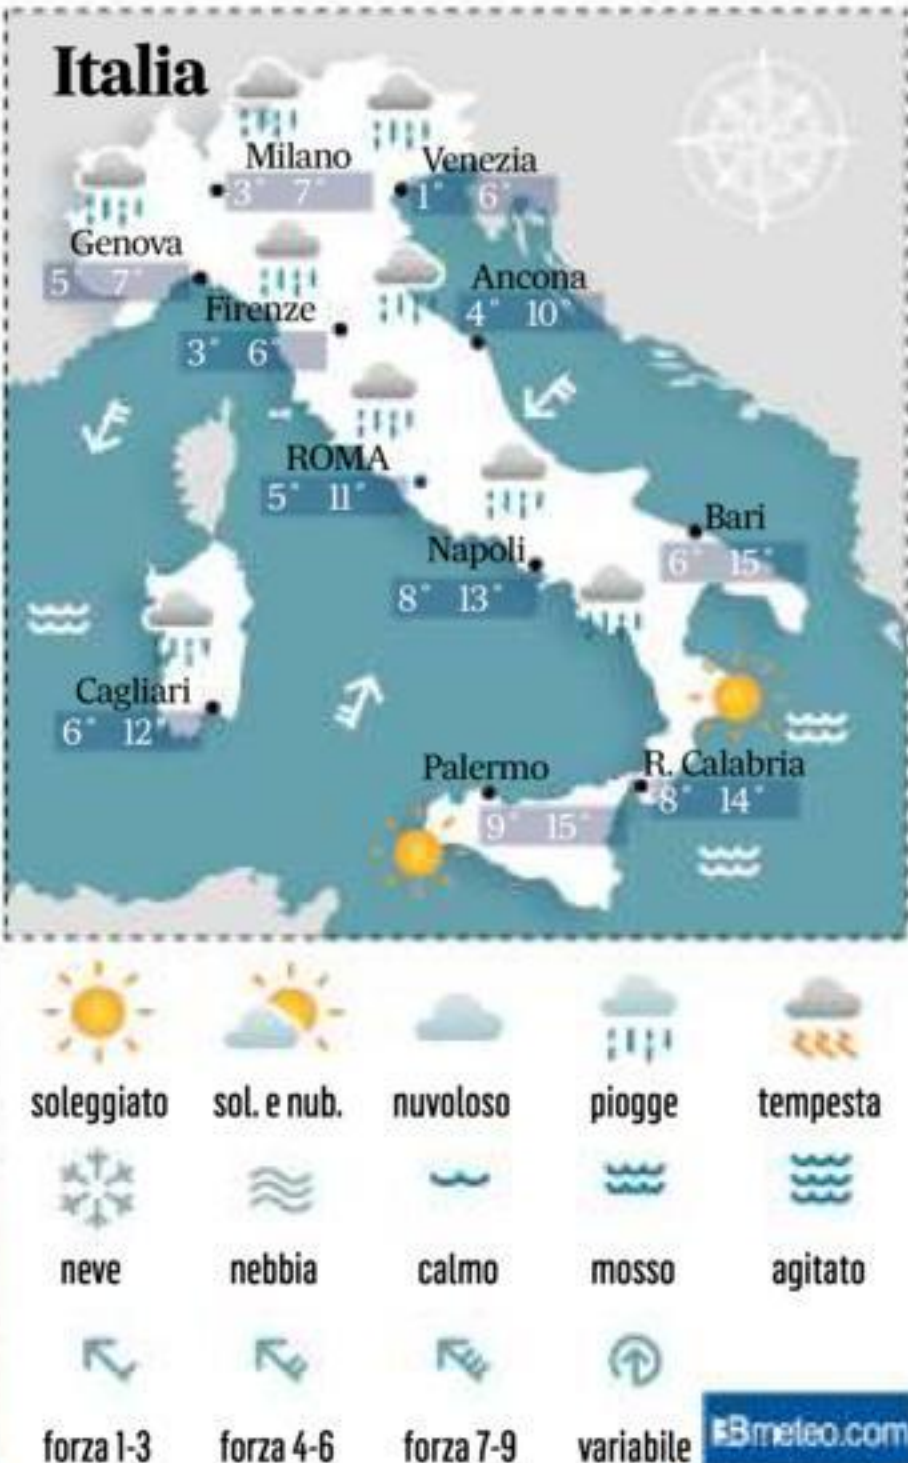 Italia
Milano
3° 7°
Venezia
1° 6°
Genova
5 7°
Firenze
3° 6°
Ancona
4° 10°
ROMA
5° 11°
Napoli
8° 13°
Bari
6° 15°
Cagliari
6° 12°
Palermo
9° 15°
R. Calabria
8° 14°
soleggiato sol. e nub. nuvoloso piogge tempesta
neve nebbia calmo mosso agitato
forza 1-3 forza 4-6 forza 7-9 variabile
3Bmeteo.com